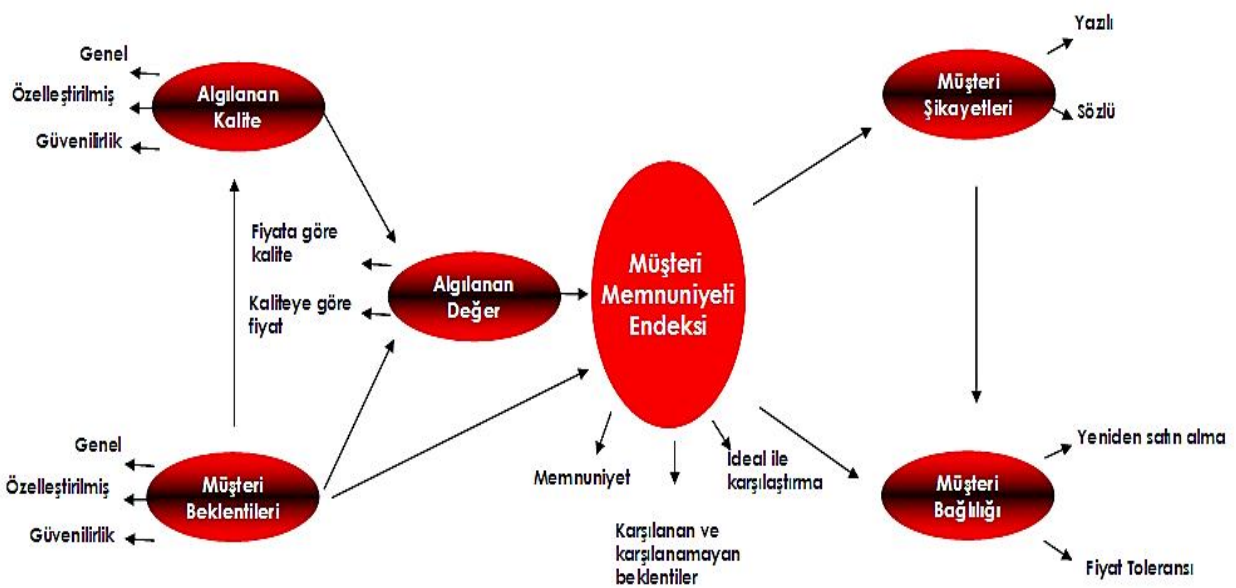 Genel
Özelleştirilmiş
Güvenilirlik
Algılanan
Kalite
Fiyata göre
kalite
Kaliteye göre
fiyat
Algılanan
Değer
Genel
Özelleştirilmiş
Güvenilirlik
Müşteri
Beklentileri
Müşteri
Memnuniyeti
Endeksi
Memnuniyet
Karşılanan ve
karşılanamayan
beklentiler
İdeal ile
karşılaştırma
Müşteri
Şikayetleri
Yazılı
Sözlü
Müşteri
Bağlılığı
Yeniden satın alma
Fiyat Toleransı